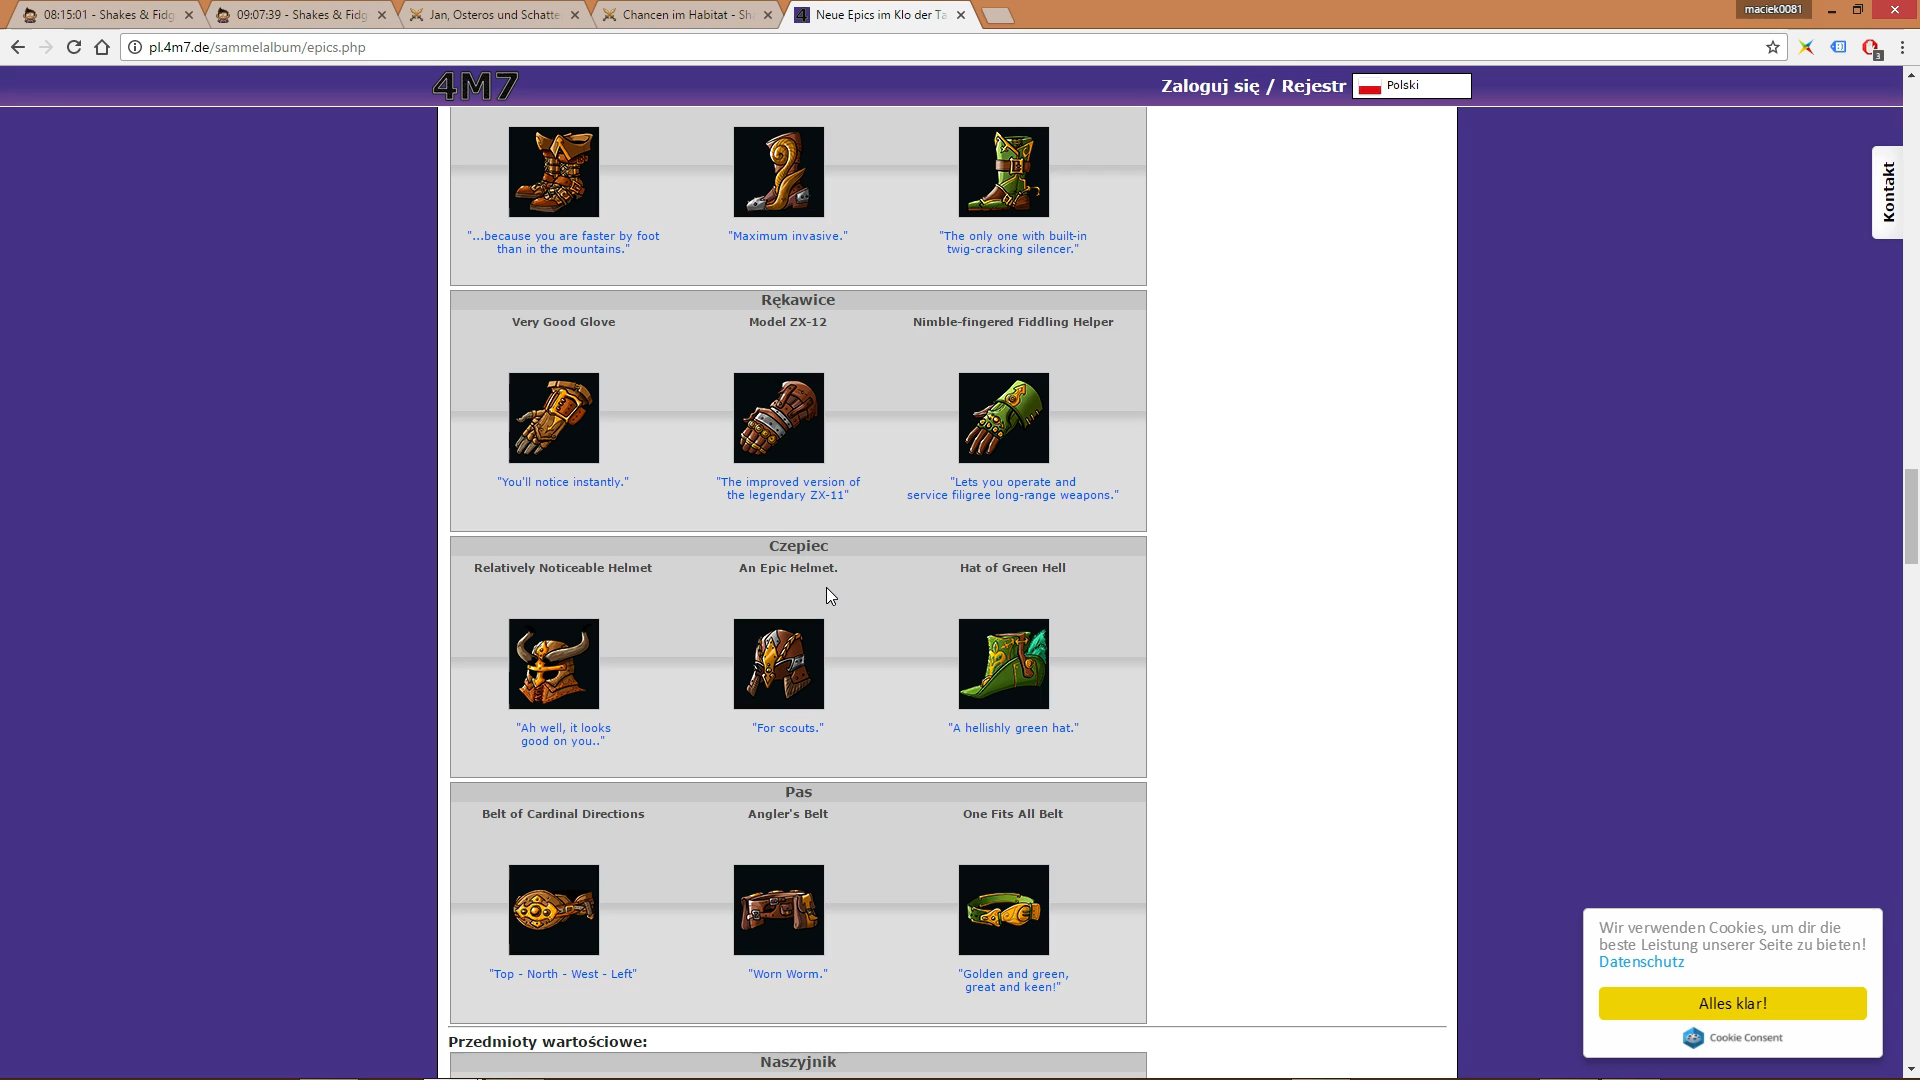 08:15:01 - Shakes & Fidg
09:07:39 - Shakes & Fidg
Jan, Osteros und Schatte
Chancen im Habitat - Sh
Neue Epics im Klo der Ta
maciek0081
pl.4m7.de/sammelalbum/epics.php
3
4M7
Zaloguj się / Rejestr
Polski
Kontakt
"...because you are faster by foot
than in the mountains."
"Maximum invasive."
"The only one with built-in
twig-cracking silencer."
Rękawice
Very Good Glove
Model ZX-12
Nimble-fingered Fiddling Helper
"You'll notice instantly."
"The improved version of
the legendary ZX-11"
"Lets you operate and
service filigree long-range weapons."
Czepiec
Relatively Noticeable Helmet
An Epic Helmet.
Hat of Green Hell
"Ah well, it looks
good on you.."
"For scouts."
"A hellishly green hat."
Pas
Belt of Cardinal Directions
Angler's Belt
One Fits All Belt
"Top - North - West - Left"
"Worn Worm."
"Golden and green,
great and keen!"
Przedmioty wartościowe:
Naszyjnik
Wir verwenden Cookies, um dir die
beste Leistung unserer Seite zu bieten!
Datenschutz
Alles klar!
Cookie Consent